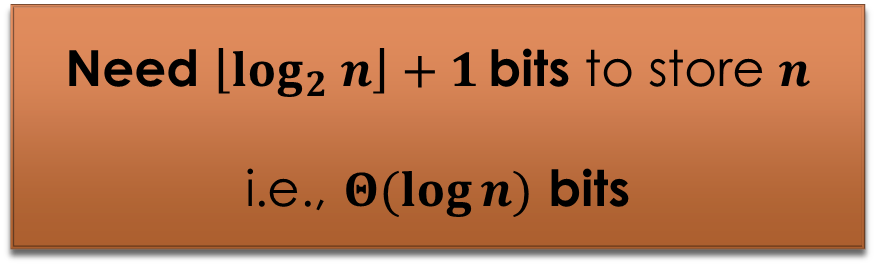 Need ⌊log₂ n⌋ + 1 bits to store n
i.e., Θ(log n) bits